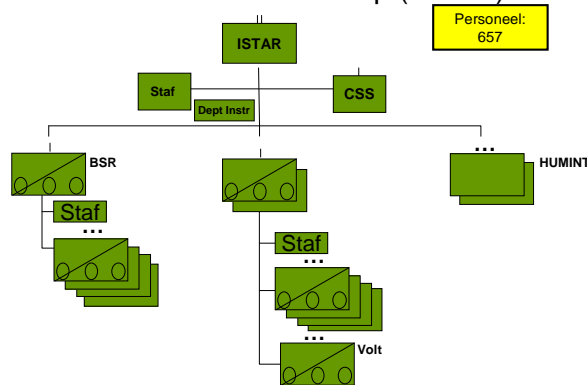 Personeel:
657
ISTAR
Staf
CSS
Dept Instr
BSR
...
HUMINT
Staf
...
Staf
...
...
Volt